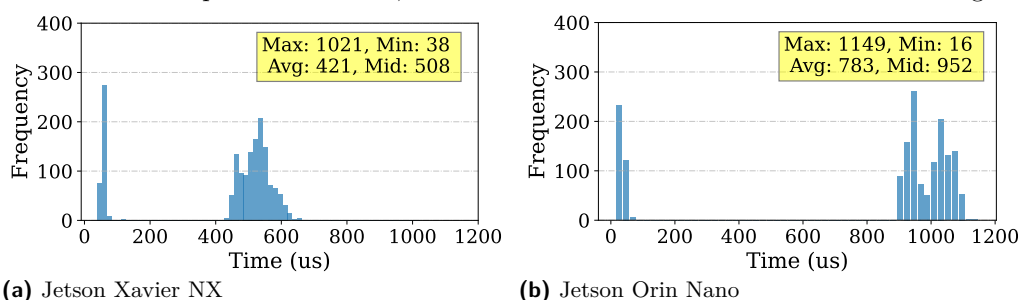 400
300
200
100
0
Frequency
Max: 1021, Min: 38
Avg: 421, Mid: 508
0 200 400 600 800 1000 1200
Time (us)
(a) Jetson Xavier NX
400
300
200
100
0
Frequency
Max: 1149, Min: 16
Avg: 783, Mid: 952
0 200 400 600 800 1000 1200
Time (us)
(b) Jetson Orin Nano